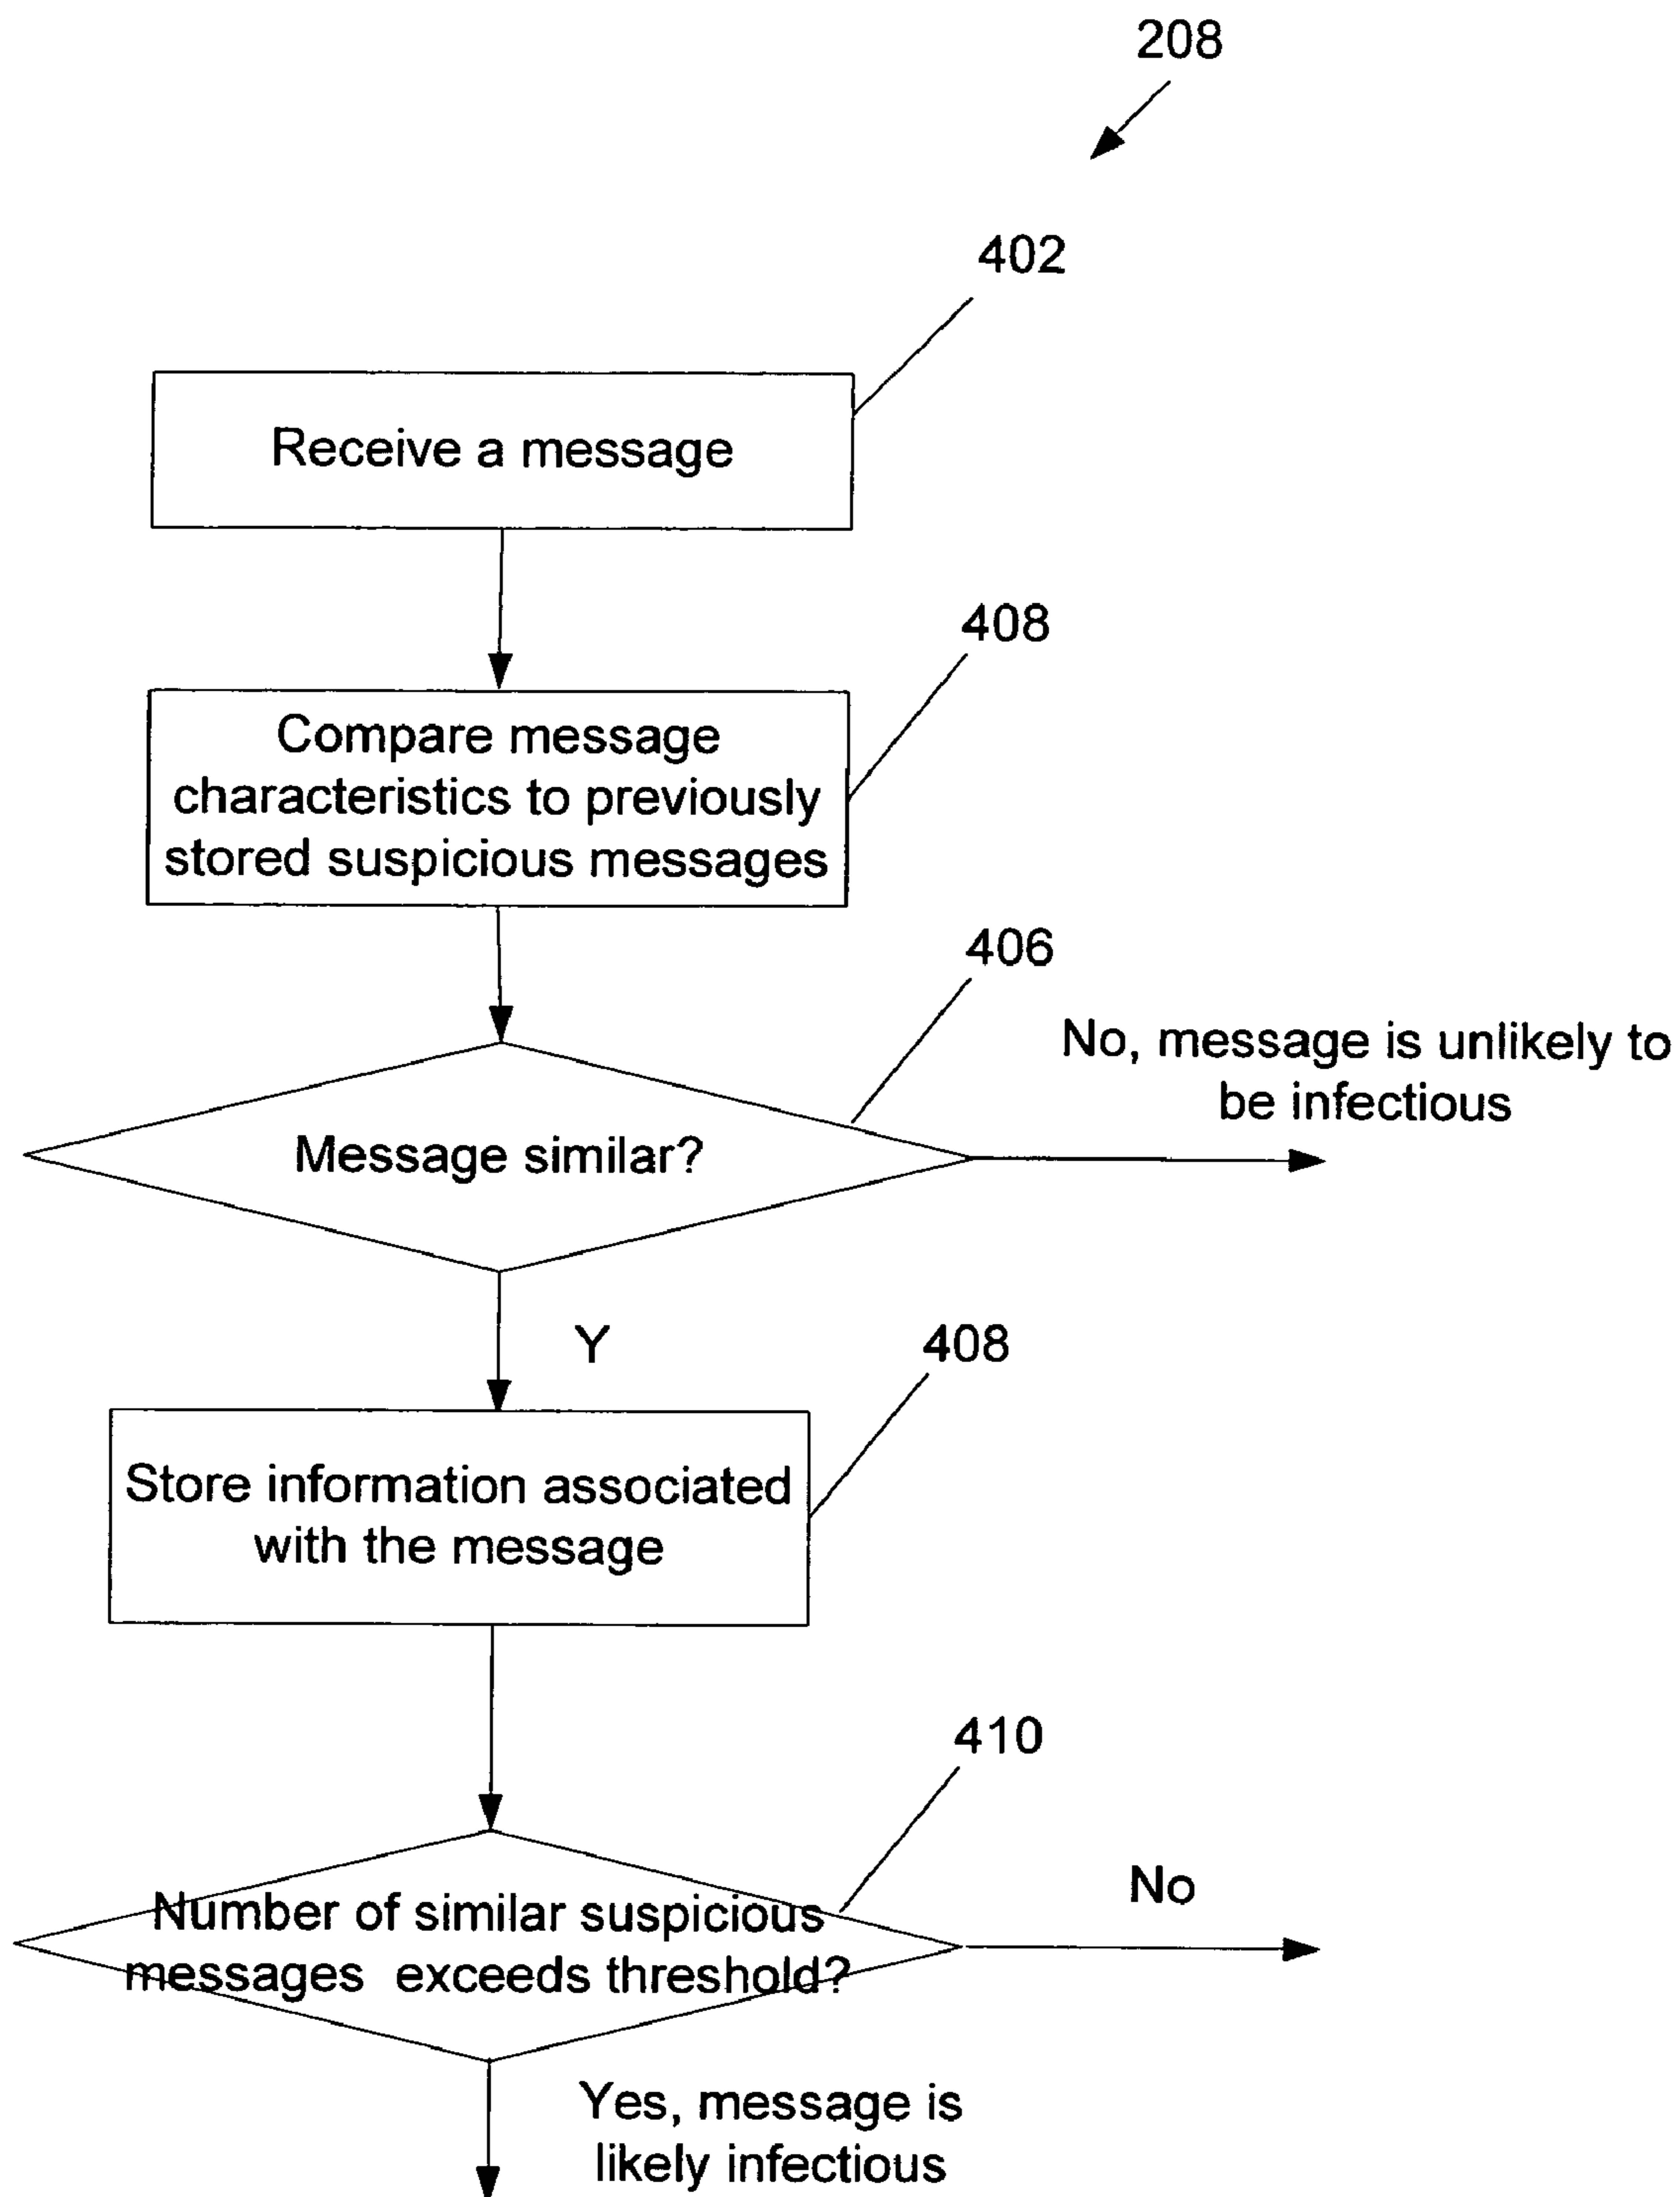 208
402
Receive a message
408
Compare message
characteristics to previously
stored suspicious messages
406
No, message is unlikely to
be infectious
Message similar?
Y
408
Store information associated
with the message
410
No
Number of similar suspicious
messages exceeds threshold?
Yes, message is
likely infectious